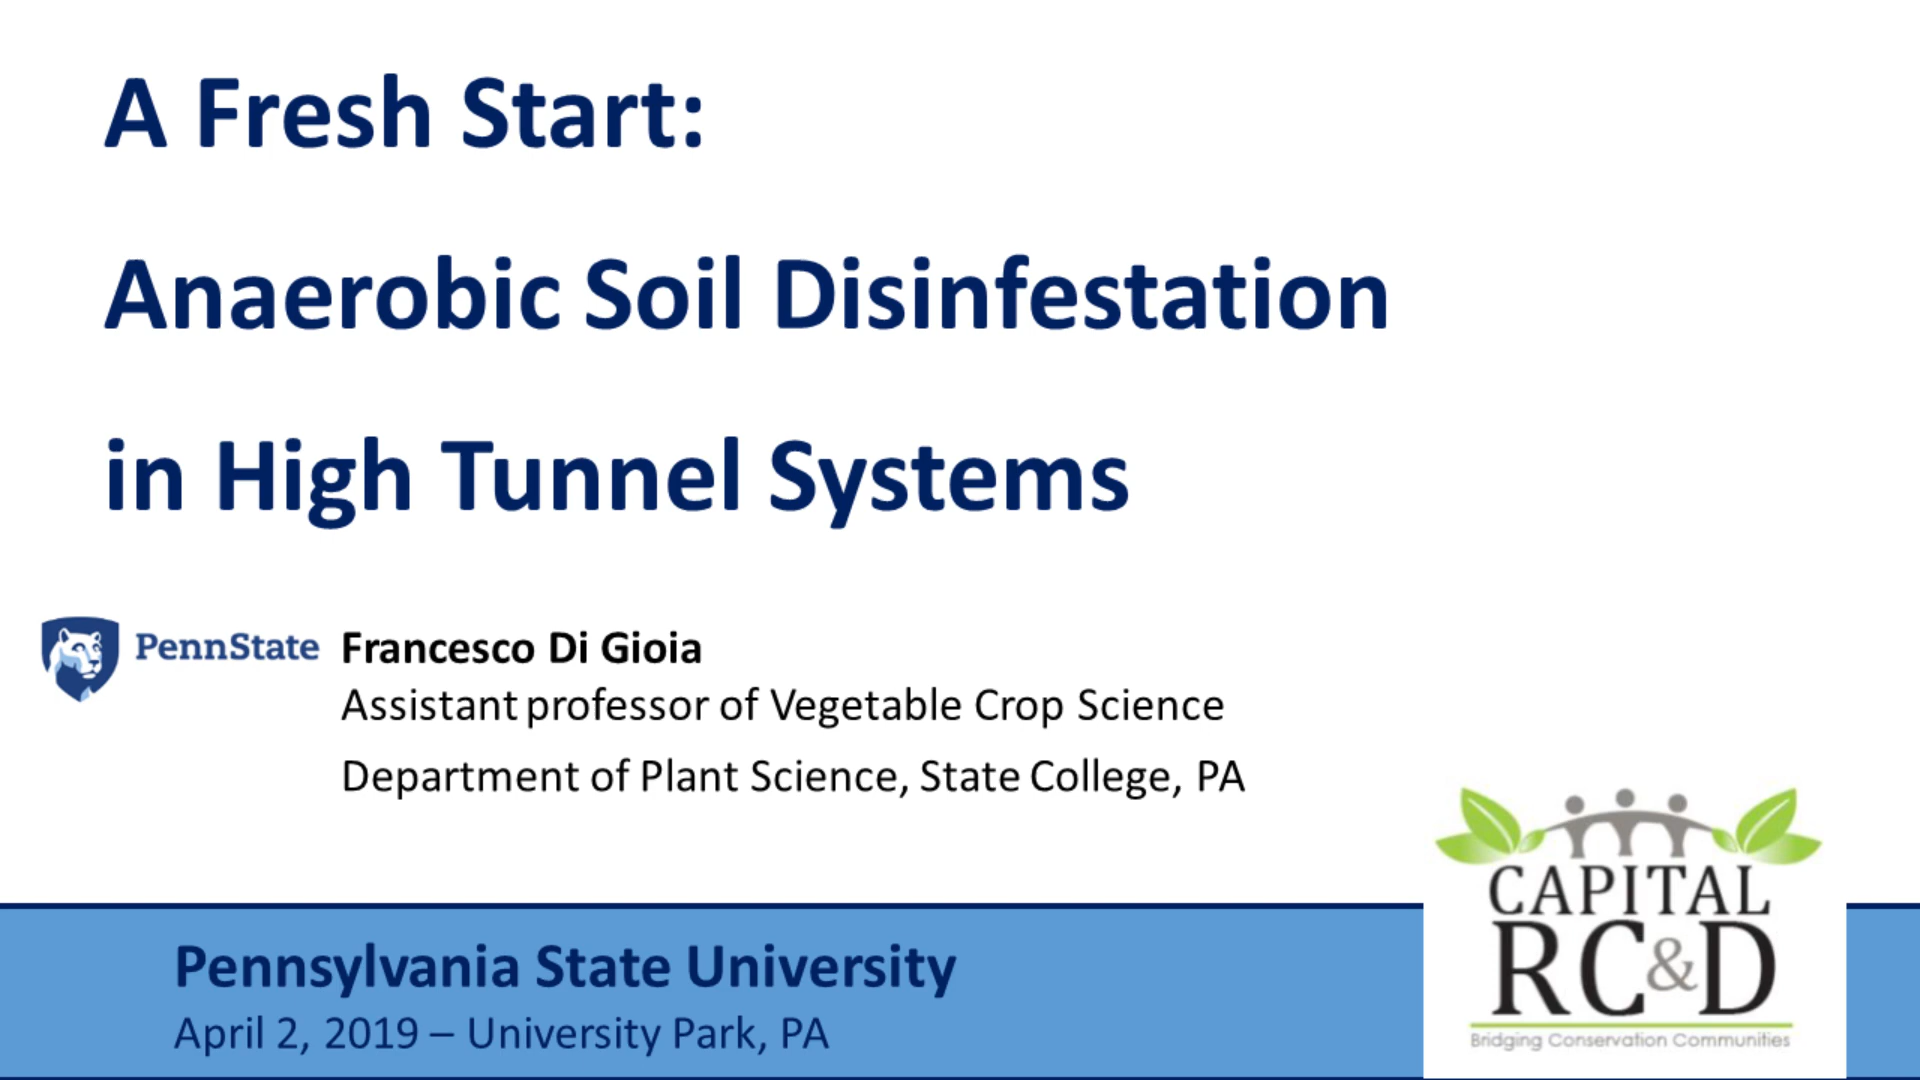 A Fresh Start:
Anaerobic Soil Disinfestation
in High Tunnel Systems
PennState
Francesco Di Gioia
Assistant professor of Vegetable Crop Science
Department of Plant Science, State College, PA
Pennsylvania State University
April 2, 2019 – University Park, PA
CAPITAL
RC&D
Bridging Conservation Communities